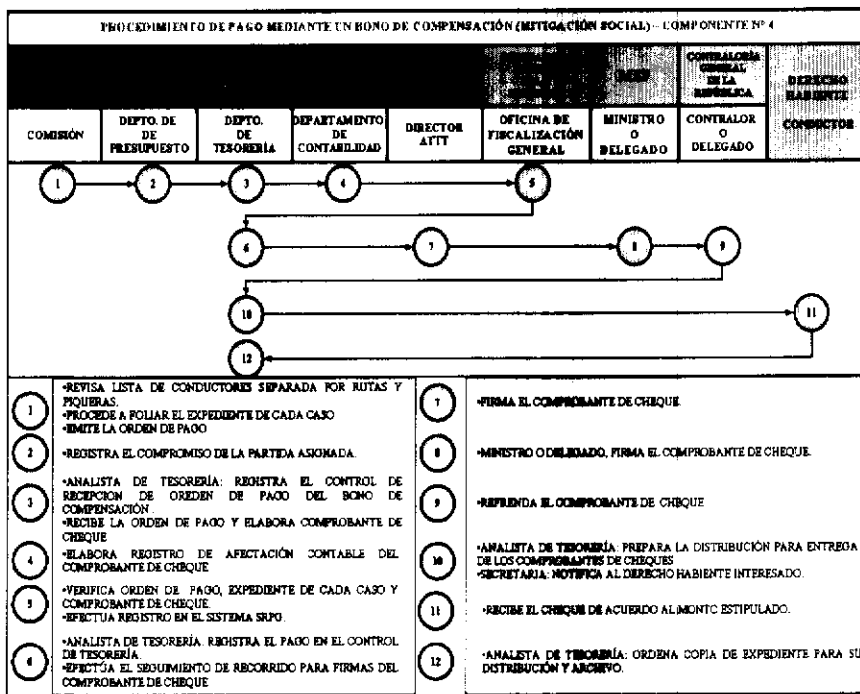 PROCEDIMIENTO DE PAGO MEDIANTE UN BONO DE COMPENSACIÓN (MITIGACIÓN SOCIAL) - COMPONENTE Nº 4
CONTRALORÍA
GENERAL
DE LA
REPÚBLICA
DERECHO
HABIENTE
CONDUCTOR
COMISIÓN
DEPTO. DE
DE
PRESUPUESTO
DEPTO.
DE
TESORERÍA
DEPARTAMENTO
DE
CONTABILIDAD
DIRECTOR
ATTT
OFICINA DE
FISCALIZACIÓN
GENERAL
MINISTRO
O
DELEGADO
CONTRALOR
O
DELEGADO
1
2
3
4
5
6
7
8
9
10
11
12
1
•REVISA LISTA DE CONDUCTORES SEPARADA POR RUTAS Y
PIQUERAS.
•PROCEDE A FOLIAR EL EXPEDIENTE DE CADA CASO
•EMITE LA ORDEN DE PAGO
2
•REGISTRA EL COMPROMISO DE LA PARTIDA ASIGNADA.
3
•ANALISTA DE TESORERÍA: REGISTRA EL CONTROL DE
RECEPCION DE OREDEN DE PAGO DEL BONO DE
COMPENSACIÓN.
•RECIBE LA ORDEN DE PAGO Y ELABORA COMPROBANTE DE
CHEQUE
4
•ELABORA REGISTRO DE AFECTACIÓN CONTABLE DEL
COMPROBANTE DE CHEQUE
5
•VERIFICA ORDEN DE PAGO, EXPEDIENTE DE CADA CASO Y
COMPROBANTE DE CHEQUE.
•EFECTUA REGISTRO EN EL SISTEMA SRPG.
6
•ANALISTA DE TESORERÍA. REGISTRA EL PAGO EN EL CONTROL
DE TESORERÍA.
•EFECTÚA EL SEGUIMIENTO DE RECORRIDO PARA FIRMAS DEL
COMPROBANTE DE CHEQUE
7
•FIRMA EL COMPROBANTE DE CHEQUE.
8
•MINISTRO O DELEGADO, FIRMA EL COMPROBANTE DE CHEQUE.
9
•REFRENDA EL COMPROBANTE DE CHEQUE
10
•ANALISTA DE TESORERÍA: PREPARA LA DISTRIBUCIÓN PARA ENTREGA
DE LOS COMPROBANTES DE CHEQUES
•SECRETARIA: NOTIFICA AL DERECHO HABIENTE INTERESADO.
11
•RECIBE EL CHEQUE DE ACUERDO AL MONTO ESTIPULADO.
12
•ANALISTA DE TESORERÍA: ORDENA COPIA DE EXPEDIENTE PARA SU
DISTRIBUCIÓN Y ARCHIVO.